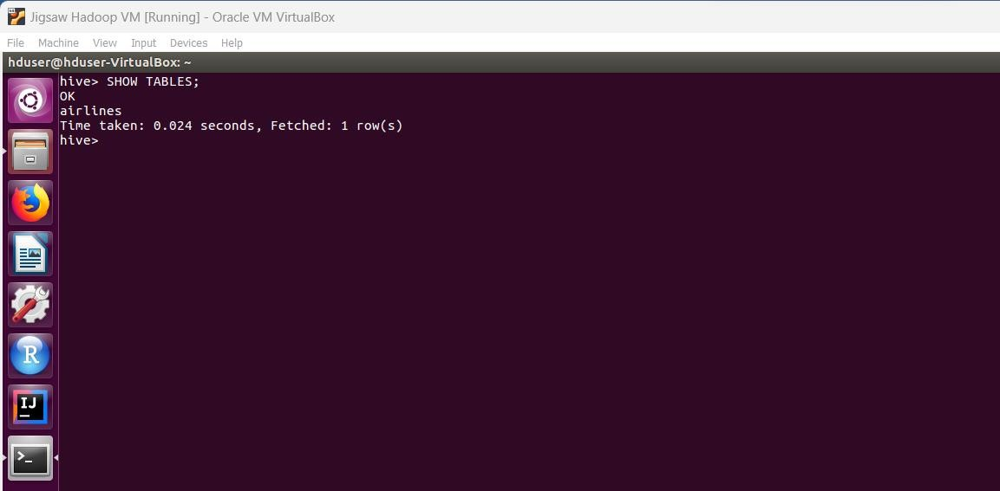 Jigsaw Hadoop VM [Running] - Oracle VM VirtualBox
File Machine View Input Devices Help
hduser@hduser-VirtualBox: ~
hive> SHOW TABLES;
OK
airlines
Time taken: 0.024 seconds, Fetched: 1 row(s)
hive>
R
IJ
>_